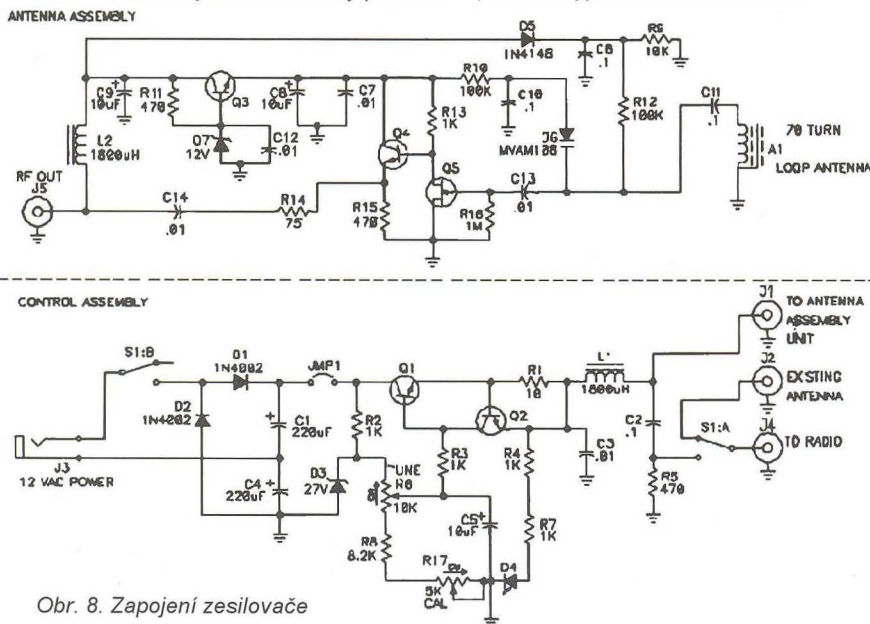 ANTENNA ASSEMBLY
D5
1N4148
R9
10K
C9
10uF
R11
470
Q3
C8
10uF
C7
.01
R10
100K
C10
.1
C6
.1
R12
100K
C11
.1
R13
1K
L2
1800uH
D7
12V
C12
.01
Q4
Q5
MVAM108
70 TURN
A1
LOOP ANTENNA
RF OUT
J5
C14
.01
R14
75
R15
470
R16
1M
C13
.01
CONTROL ASSEMBLY
J1
TO ANTENNA
ASSEMBLY
UNIT
S1:B
D1
1N4002
JMP1
Q1
R1
10
L1
1800uH
J2
EXSTING
ANTENNA
D2
1N4002
C1
220uF
R2
1K
Q2
C2
.1
S1:A
J4
TO RADIO
J3
12 VAC POWER
C4
220uF
D3
27V
R6
10K
R3
1K
R4
1K
C3
.01
R5
470
C5
10uF
R7
1K
R8
8.2K
R17
5K
CAL
D4
Obr. 8. Zapojení zesilovače